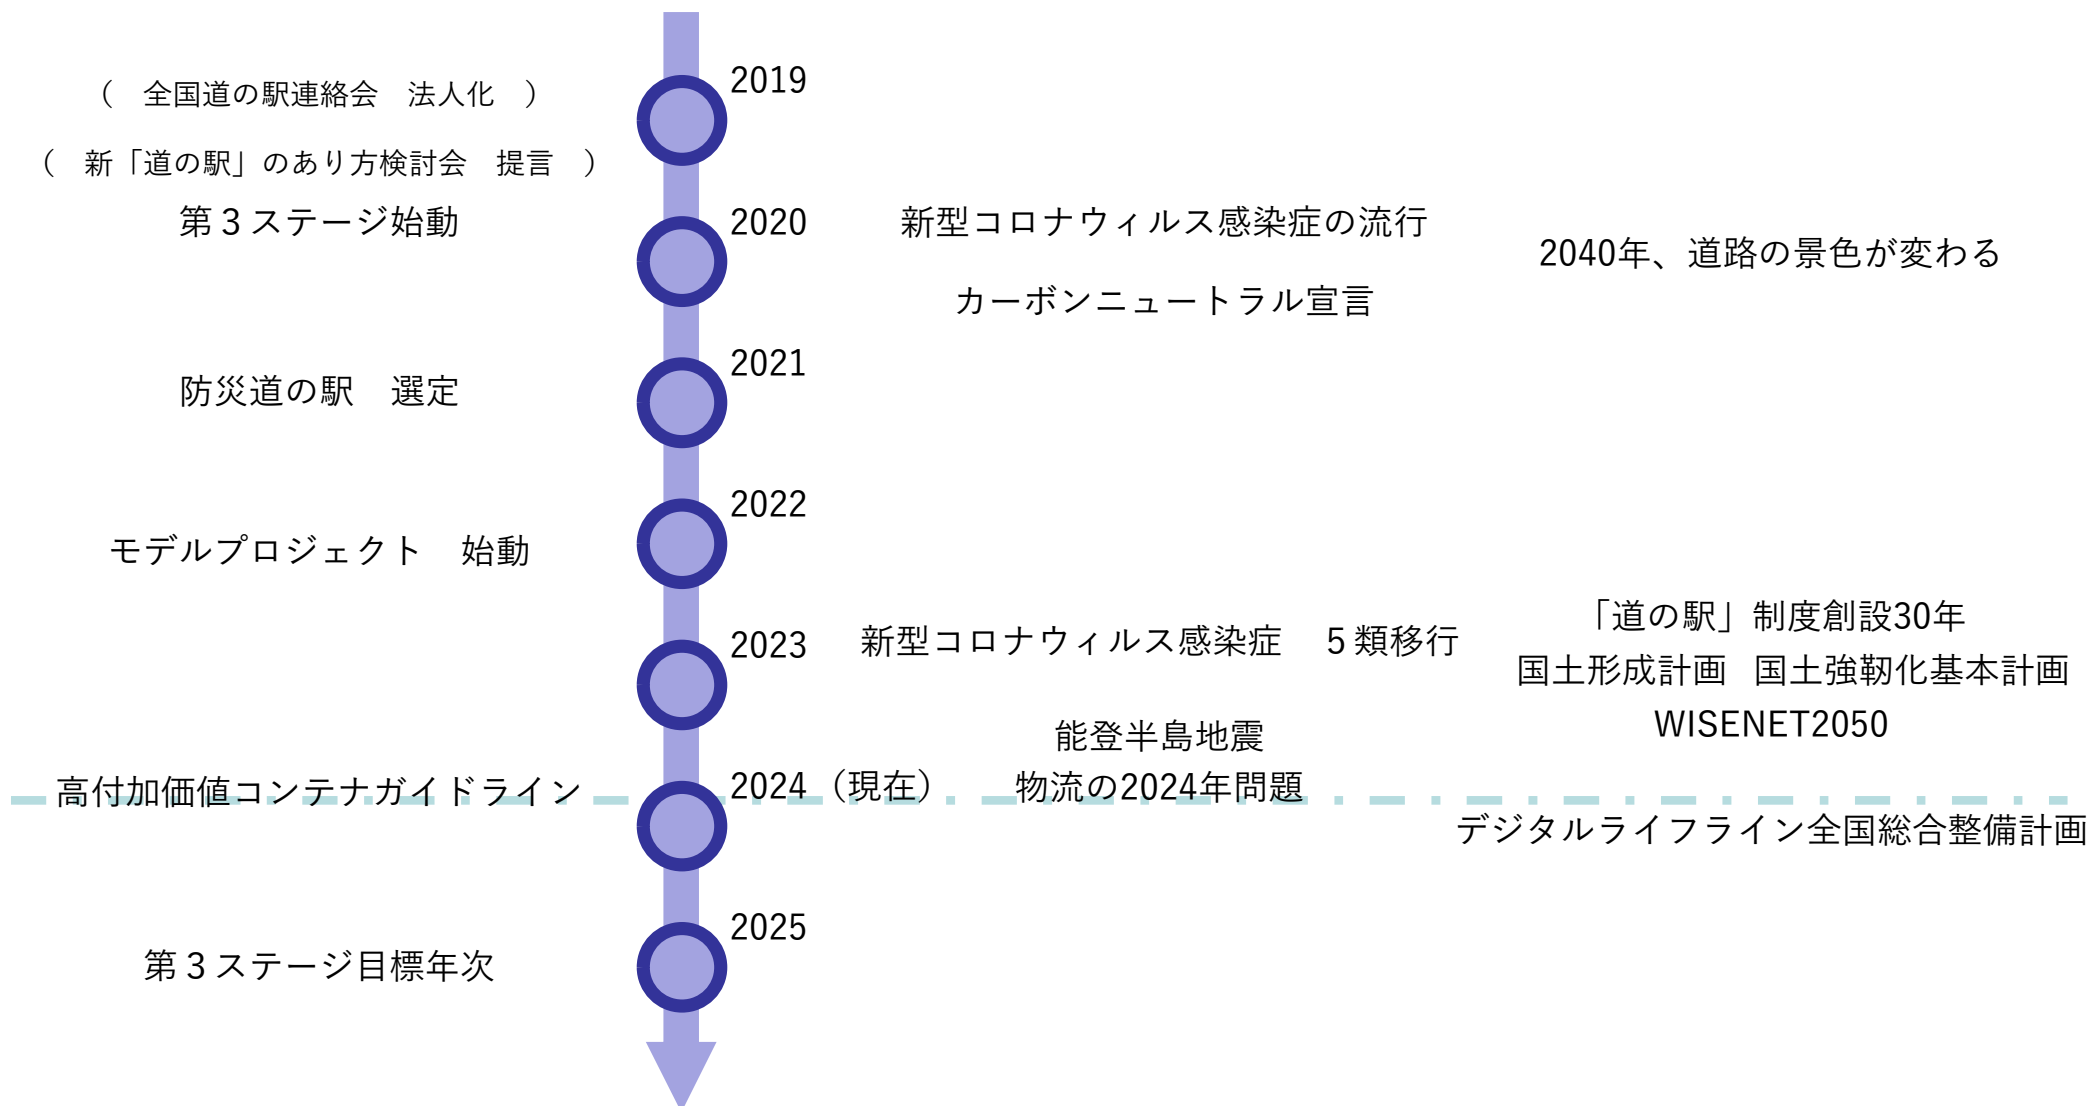 2019
（　全国道の駅連絡会　法人化　）
（　新「道の駅」のあり方検討会　提言　）
第３ステージ始動
2020
新型コロナウィルス感染症の流行
2040年、道路の景色が変わる
カーボンニュートラル宣言
2021
防災道の駅　選定
2022
モデルプロジェクト　始動
2023
新型コロナウィルス感染症　５類移行
「道の駅」制度創設30年
国土形成計画　国土強靭化基本計画
WISENET2050
能登半島地震
高付加価値コンテナガイドライン
2024（現在）
物流の2024年問題
デジタルライフライン全国総合整備計画
2025
第３ステージ目標年次